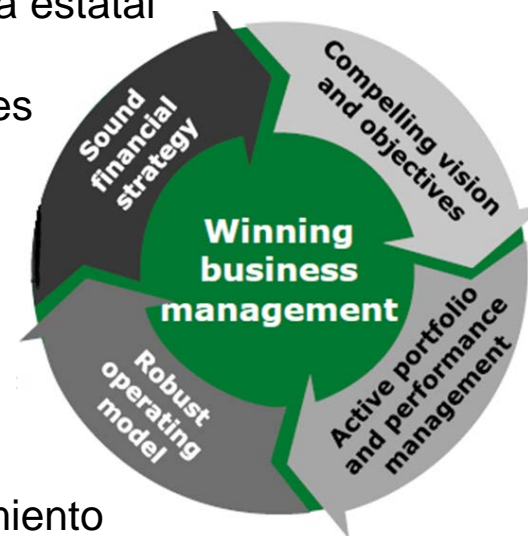 a estatal
es
Sound
financial
strategy
Compelling vision
and objectives
Winning
business
management
Robust
operating
model
Active portfolio
and performance
management
miento